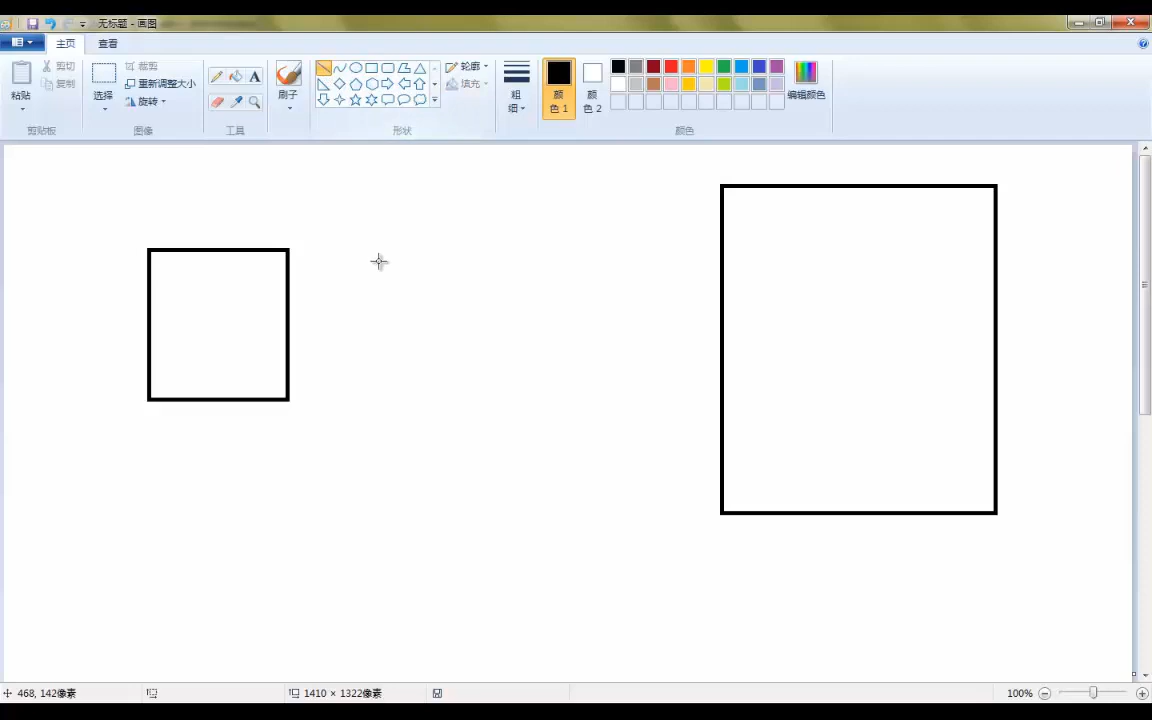 无标题 - 画图
主页 查看
粘贴
剪切
复制
剪贴板
选择
裁剪
重新调整大小
旋转
图像
A
工具
刷子
轮廓
填充
形状
粗
细
颜
色 1
颜
色 2
编辑颜色
颜色
468, 142像素
1410 × 1322像素
100%